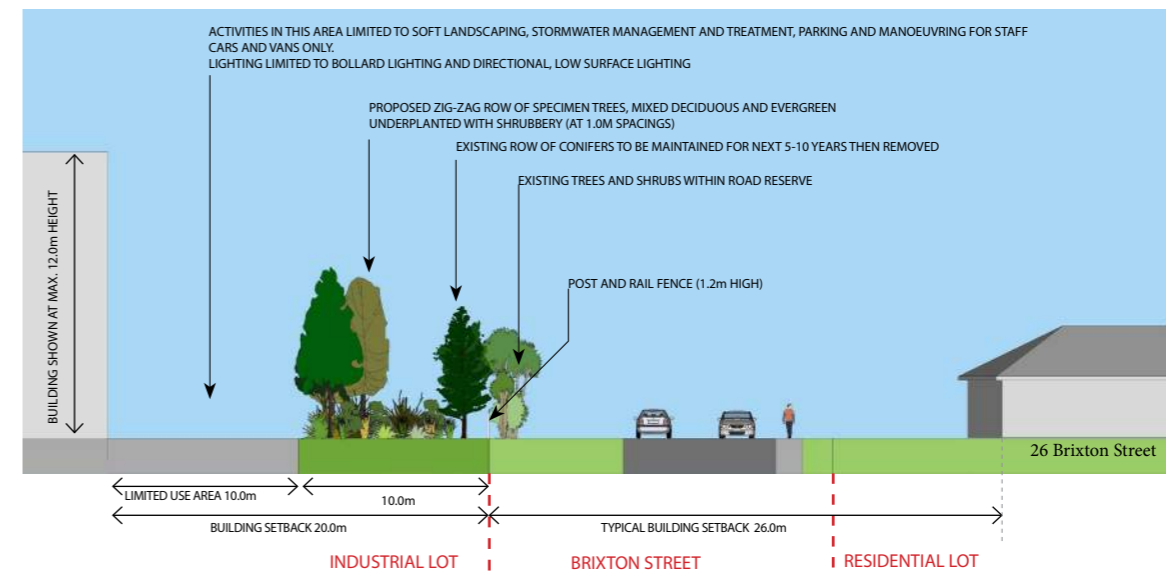 ACTIVITIES IN THIS AREA LIMITED TO SOFT LANDSCAPING, STORMWATER MANAGEMENT AND TREATMENT, PARKING AND MANOEUVRING FOR STAFF
CARS AND VANS ONLY.
LIGHTING LIMITED TO BOLLARD LIGHTING AND DIRECTIONAL, LOW SURFACE LIGHTING
PROPOSED ZIG-ZAG ROW OF SPECIMEN TREES, MIXED DECIDUOUS AND EVERGREEN
UNDERPLANTED WITH SHRUBBERY (AT 1.0M SPACINGS)
EXISTING ROW OF CONIFERS TO BE MAINTAINED FOR NEXT 5-10 YEARS THEN REMOVED
EXISTING TREES AND SHRUBS WITHIN ROAD RESERVE
BUILDING SHOWN AT MAX. 12.0m HEIGHT
POST AND RAIL FENCE (1.2m HIGH)
26 Brixton Street
LIMITED USE AREA 10.0m
10.0m
BUILDING SETBACK 20.0m
TYPICAL BUILDING SETBACK 26.0m
INDUSTRIAL LOT
BRIXTON STREET
RESIDENTIAL LOT